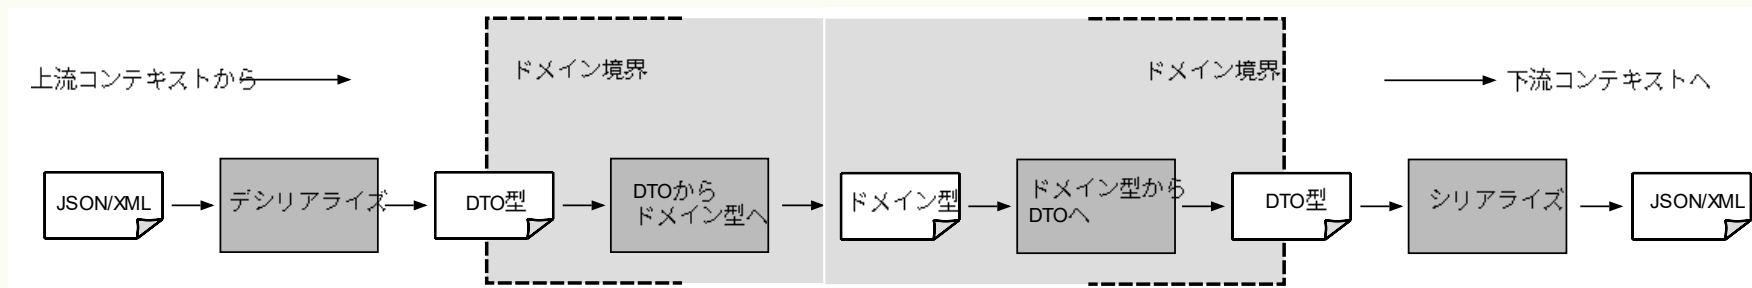 上流コンテキストから
ドメイン境界
ドメイン境界
下流コンテキストへ
JSON/XML
デシリアライズ
DTO型
DTOから
ドメイン型へ
ドメイン型
ドメイン型から
DTOへ
DTO型
シリアライズ
JSON/XML